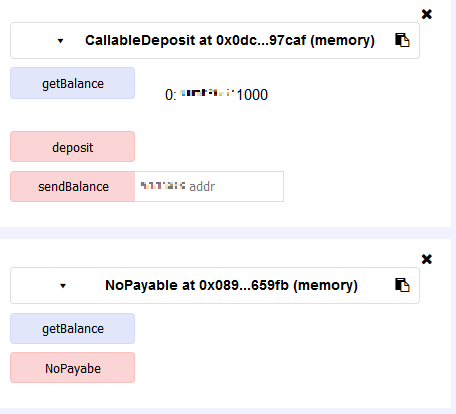 CallableDeposit at 0x0dc...97caf (memory)
getBalance
0: 1000
deposit
sendBalance addr
NoPayable at 0x089...659fb (memory)
getBalance
NoPayabe